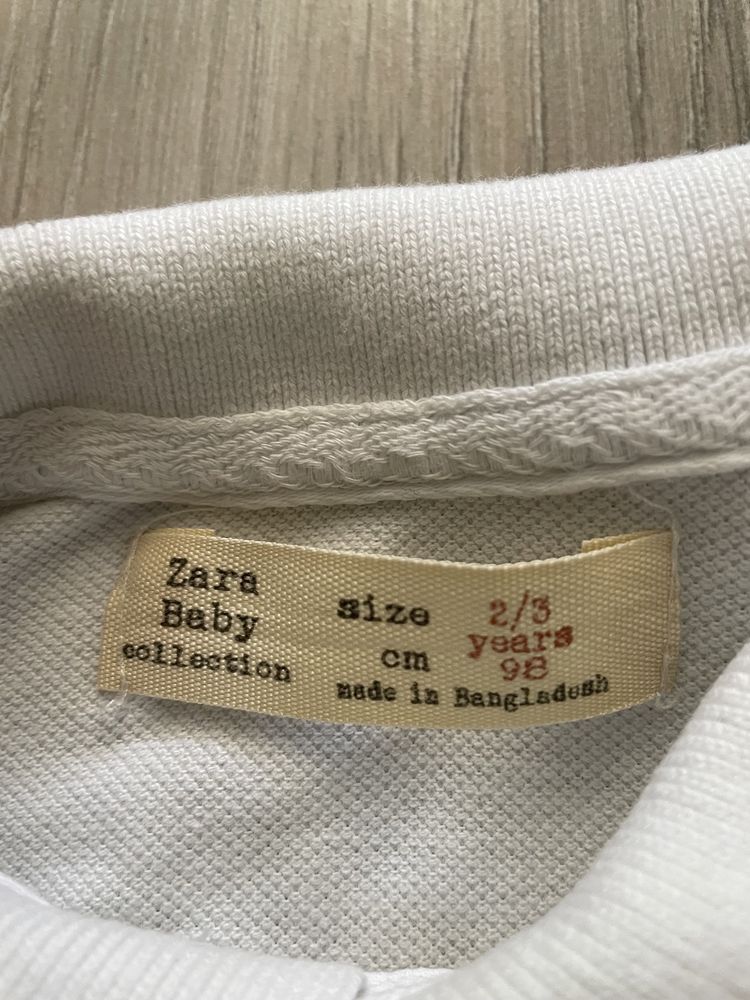 Zara
Baby
collection
size 2/3
years
cm 98
made in Bangladesh